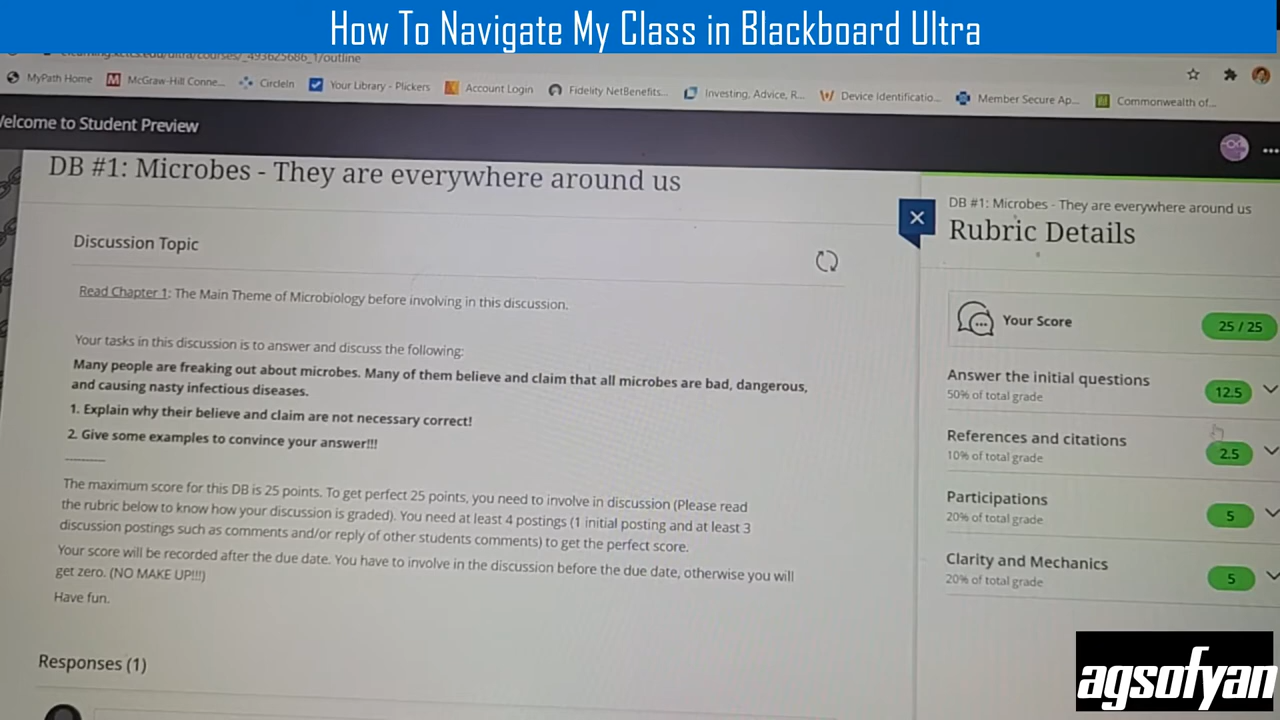 How To Navigate My Class in Blackboard Ultra
MyPath Home
McGraw-Hill Conne...
CircleIn
Your Library - Plickers
Account Login
Fidelity NetBenefits...
Investing, Advice, R...
Device Identificatio...
Member Secure Ap...
Commonwealth of...
elcome to Student Preview
DB #1: Microbes - They are everywhere around us
Discussion Topic
Read Chapter 1: The Main Theme of Microbiology before involving in this discussion.
Your tasks in this discussion is to answer and discuss the following:
Many people are freaking out about microbes. Many of them believe and claim that all microbes are bad, dangerous,
and causing nasty infectious diseases.
1. Explain why their believe and claim are not necessary correct!
2. Give some examples to convince your answer!!!
----------
The maximum score for this DB is 25 points. To get perfect 25 points, you need to involve in discussion (Please read
the rubric below to know how your discussion is graded). You need at least 4 postings (1 initial posting and at least 3
discussion postings such as comments and/or reply of other students comments) to get the perfect score.
Your score will be recorded after the due date. You have to involve in the discussion before the due date, otherwise you will
get zero. (NO MAKE UP!!!)
Have fun.
Responses (1)
DB #1: Microbes - They are everywhere around us
Rubric Details
Your Score
25 / 25
Answer the initial questions
50% of total grade
12.5
References and citations
10% of total grade
2.5
Participations
20% of total grade
5
Clarity and Mechanics
20% of total grade
5
agsofyan